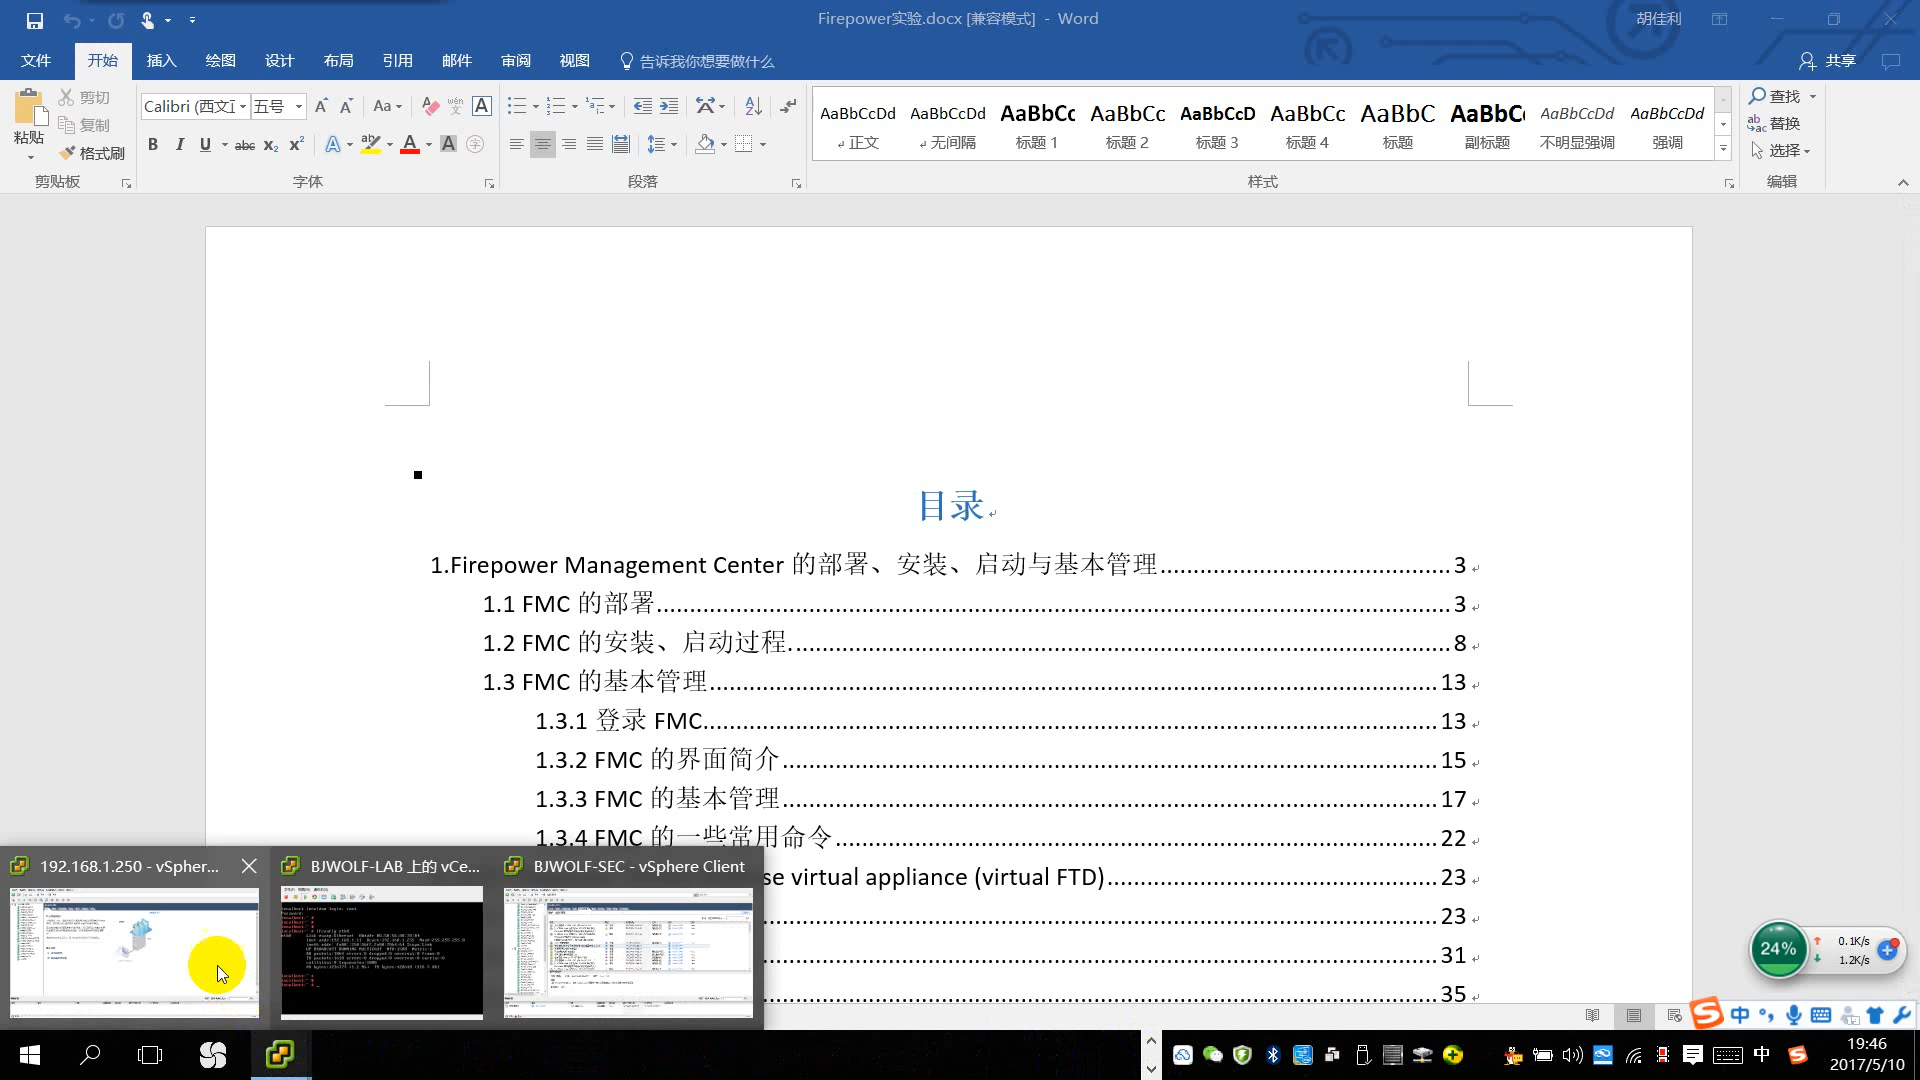 Firepower实验.docx [兼容模式] - Word
胡佳利
文件 开始 插入 绘图 设计 布局 引用 邮件 审阅 视图 告诉我你想要做什么 共享
粘贴 剪切 复制 格式刷
Calibri (西文正 五号
AaBbCcDd AaBbCcDd AaBbCc AaBbCc AaBbCcD AaBbCc AaBbC AaBbC AaBbCcDd AaBbCcDd
正文 无间隔 标题 1 标题 2 标题 3 标题 4 标题 副标题 不明显强调 强调
查找
替换
选择
剪贴板 字体 段落 样式 编辑
目录
1.Firepower Management Center 的部署、安装、启动与基本管理 3
1.1 FMC 的部署 3
1.2 FMC 的安装、启动过程 8
1.3 FMC 的基本管理 13
1.3.1 登录 FMC 13
1.3.2 FMC 的界面简介 15
1.3.3 FMC 的基本管理 17
1.3.4 FMC 的一些常用命令 22
se virtual appliance (virtual FTD) 23
23
31
35
192.168.1.250 - vSpher... BJWOLF-LAB 上的 vCe... BJWOLF-SEC - vSphere Client
24% 0.1K/s
1.2K/s
中
中
19:46
2017/5/10